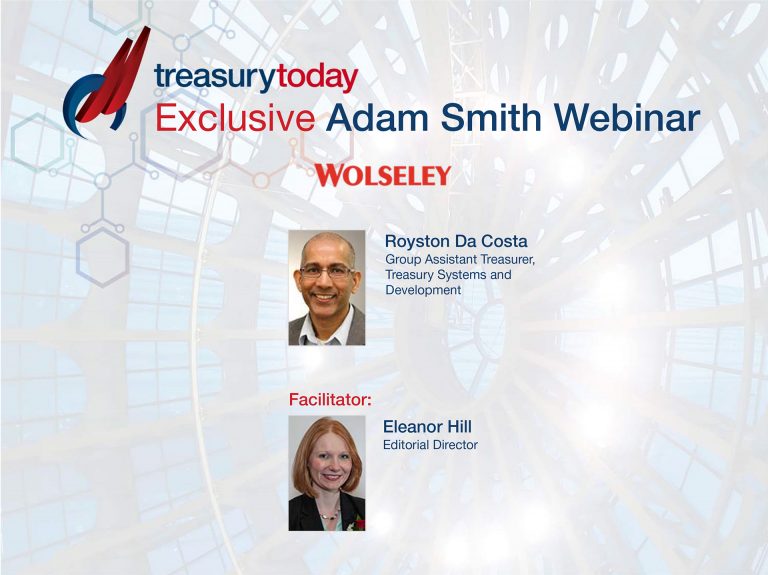 treasurytoday
Exclusive Adam Smith Webinar
WOLSELEY
Royston Da Costa
Group Assistant Treasurer,
Treasury Systems and
Development
Facilitator:
Eleanor Hill
Editorial Director